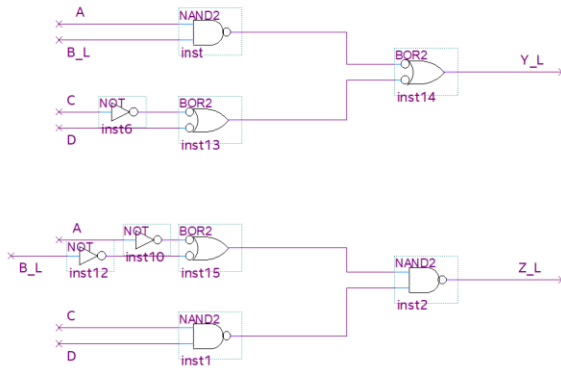 A
NAND2
B_L
inst
BOR2
Y_L
inst14
C
NOT
BOR2
inst6
D
inst13
A
NOT
BOR2
NOT
inst10
B_L
inst12
inst15
NAND2
Z_L
inst2
C
NAND2
D
inst1